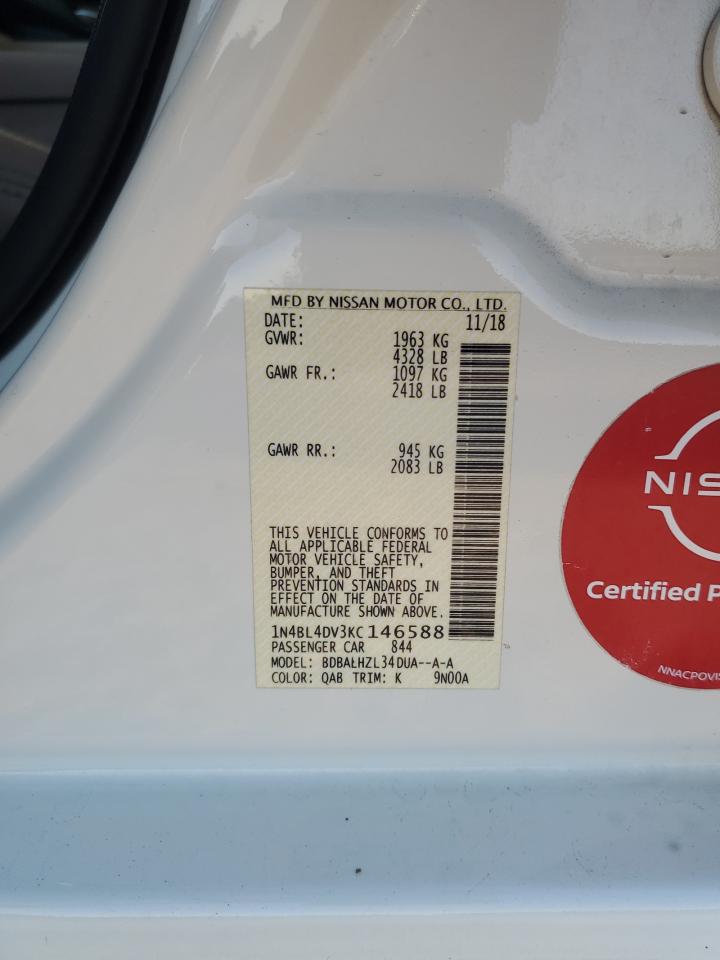 MFD BY NISSAN MOTOR CO., LTD.
DATE: 11/18
GVWR: 1963 KG
4328 LB
GAWR FR.: 1097 KG
2418 LB
GAWR RR.: 945 KG
2083 LB
THIS VEHICLE CONFORMS TO
ALL APPLICABLE FEDERAL
MOTOR VEHICLE SAFETY,
BUMPER, AND THEFT
PREVENTION STANDARDS IN
EFFECT ON THE DATE OF
MANUFACTURE SHOWN ABOVE.
1N4BL4DV3KC146588
PASSENGER CAR 844
MODEL: BDBALHZL34DUA--A-A
COLOR: QAB TRIM: K 9N00A
NIS
Certified P
NNACPOVIS